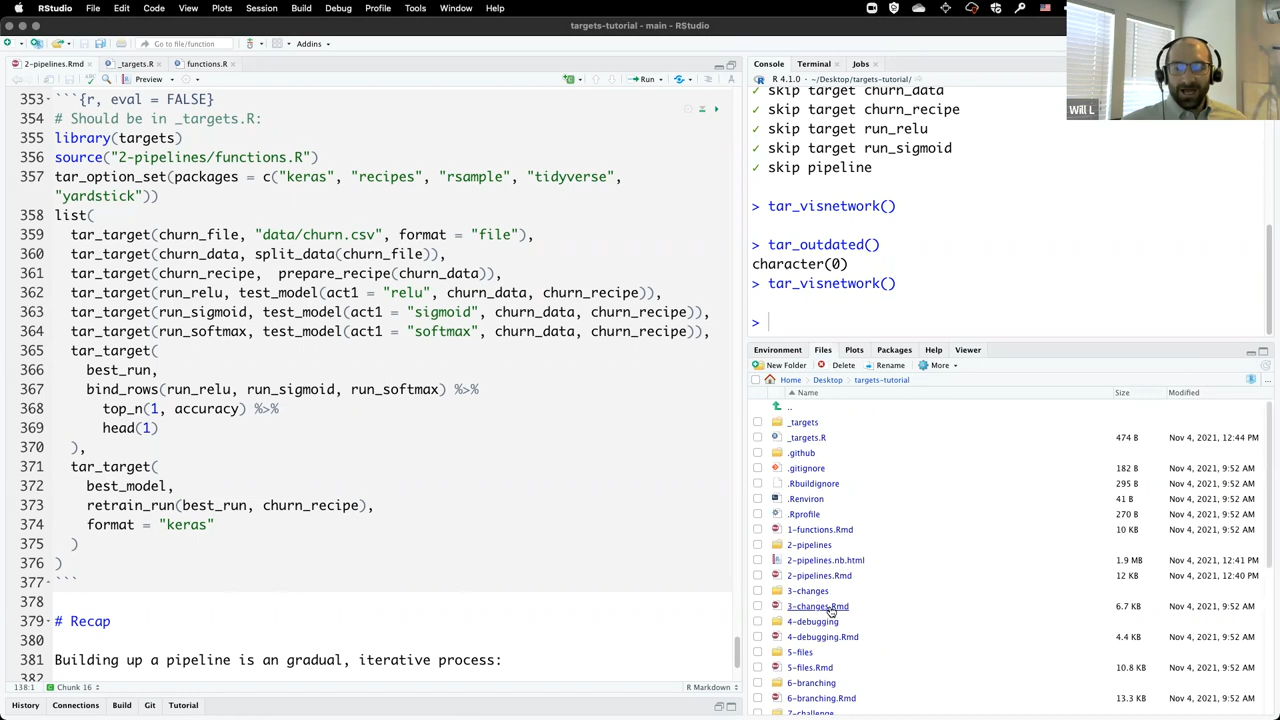 RStudio File Edit Code View Plots Session Build Debug Profile Tools Window Help
targets-tutorial - main - RStudio
Go to file/function Addins
2-pipelines.Rmd _targets.R functions.R
Preview Run
353 ```{r, eval = FALSE}
354 # Should be in _targets.R:
355 library(targets)
356 source("2-pipelines/functions.R")
357 tar_option_set(packages = c("keras", "recipes", "rsample", "tidyverse",
"yardstick"))
358 list(
359 tar_target(churn_file, "data/churn.csv", format = "file"),
360 tar_target(churn_data, split_data(churn_file)),
361 tar_target(churn_recipe, prepare_recipe(churn_data)),
362 tar_target(run_relu, test_model(act1 = "relu", churn_data, churn_recipe)),
363 tar_target(run_sigmoid, test_model(act1 = "sigmoid", churn_data, churn_recipe)),
364 tar_target(run_softmax, test_model(act1 = "softmax", churn_data, churn_recipe)),
365 tar_target(
366 best_run,
367 bind_rows(run_relu, run_sigmoid, run_softmax) %>%
368 top_n(1, accuracy) %>%
369 head(1)
370 ),
371 tar_target(
372 best_model,
373 retrain_run(best_run, churn_recipe),
374 format = "keras"
375 )
376 )
377 ```
378
379 # Recap
380
381 Building up a pipeline is an gradual iterative process:
382
138:1 Chunk 16 R Markdown
History Connections Build Git Tutorial
Console Terminal Jobs
R 4.1.0 · ~/Desktop/targets-tutorial/
✓ skip target churn_data
✓ skip target churn_recipe
✓ skip target run_relu
✓ skip target run_sigmoid
✓ skip pipeline
> tar_visnetwork()
> tar_outdated()
character(0)
> tar_visnetwork()
>
Environment Files Plots Packages Help Viewer
New Folder Delete Rename More
Home Desktop targets-tutorial ...
Name Size Modified
..
_targets
_targets.R 474 B Nov 4, 2021, 12:44 PM
.github
.gitignore 182 B Nov 4, 2021, 9:52 AM
.Rbuildignore 295 B Nov 4, 2021, 9:52 AM
.Renviron 41 B Nov 4, 2021, 9:52 AM
.Rprofile 270 B Nov 4, 2021, 9:52 AM
1-functions.Rmd 10 KB Nov 4, 2021, 9:52 AM
2-pipelines
2-pipelines.nb.html 1.9 MB Nov 4, 2021, 12:41 PM
2-pipelines.Rmd 12 KB Nov 4, 2021, 12:40 PM
3-changes
3-changes.Rmd 6.7 KB Nov 4, 2021, 9:52 AM
4-debugging
4-debugging.Rmd 4.4 KB Nov 4, 2021, 9:52 AM
5-files
5-files.Rmd 10.8 KB Nov 4, 2021, 9:52 AM
6-branching
6-branching.Rmd 13.3 KB Nov 4, 2021, 9:52 AM
7-challenge
Will L